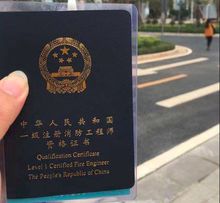 中华人民共和国
一级注册消防工程师
资格证书
Qualification Certificate
Level 1 Certified Fire Engineer
The People's Republic of China